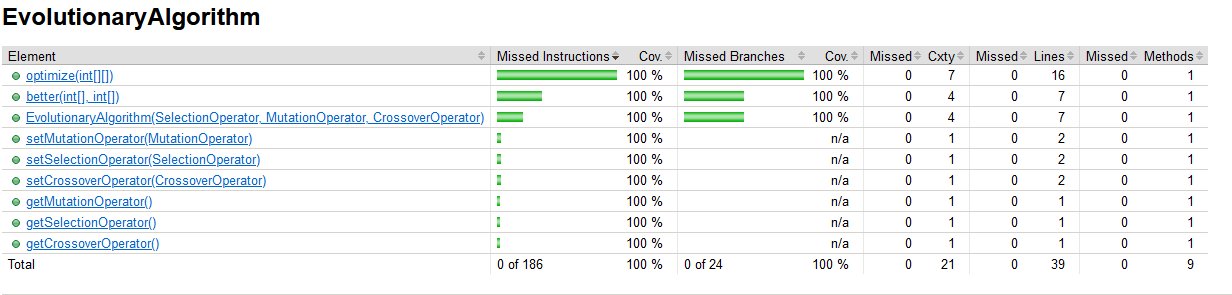 EvolutionaryAlgorithm
Element Missed Instructions Cov. Missed Branches Cov. Missed Cxty Missed Lines Missed Methods
optimize(int[][]) 100 % 100 % 0 7 0 16 0 1
better(int[], int[]) 100 % 100 % 0 4 0 7 0 1
EvolutionaryAlgorithm(SelectionOperator, MutationOperator, CrossoverOperator) 100 % 100 % 0 4 0 7 0 1
setMutationOperator(MutationOperator) 100 % n/a 0 1 0 2 0 1
setSelectionOperator(SelectionOperator) 100 % n/a 0 1 0 2 0 1
setCrossoverOperator(CrossoverOperator) 100 % n/a 0 1 0 2 0 1
getMutationOperator() 100 % n/a 0 1 0 1 0 1
getSelectionOperator() 100 % n/a 0 1 0 1 0 1
getCrossoverOperator() 100 % n/a 0 1 0 1 0 1
Total 0 of 186 100 % 0 of 24 100 % 0 21 0 39 0 9